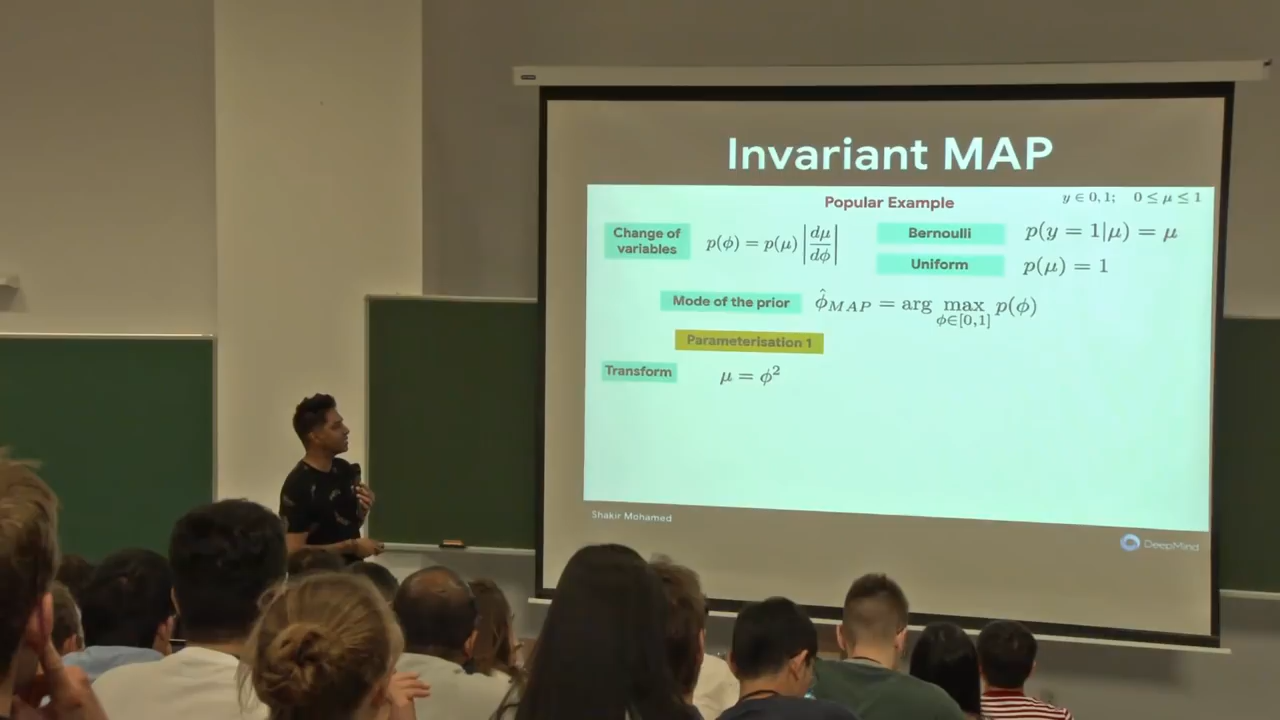 Invariant MAP
Popular Example
y ∈ 0, 1; 0 ≤ μ ≤ 1
Change of
variables
p(ϕ) = p(μ) |dμ/dϕ|
Bernoulli
p(y = 1|μ) = μ
Uniform
p(μ) = 1
Mode of the prior
ϕ̂_MAP = arg max_{ϕ∈[0,1]} p(ϕ)
Parameterisation 1
Transform
μ = ϕ²
Shakir Mohamed
DeepMind